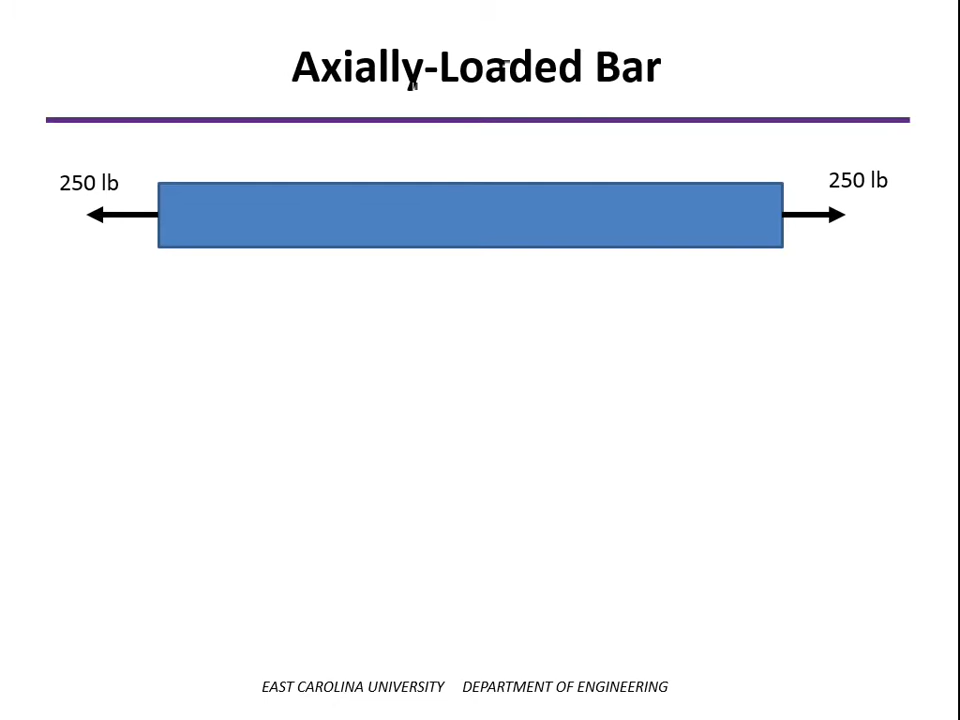 Axially-Loaded Bar
250 lb
250 lb
EAST CAROLINA UNIVERSITY DEPARTMENT OF ENGINEERING